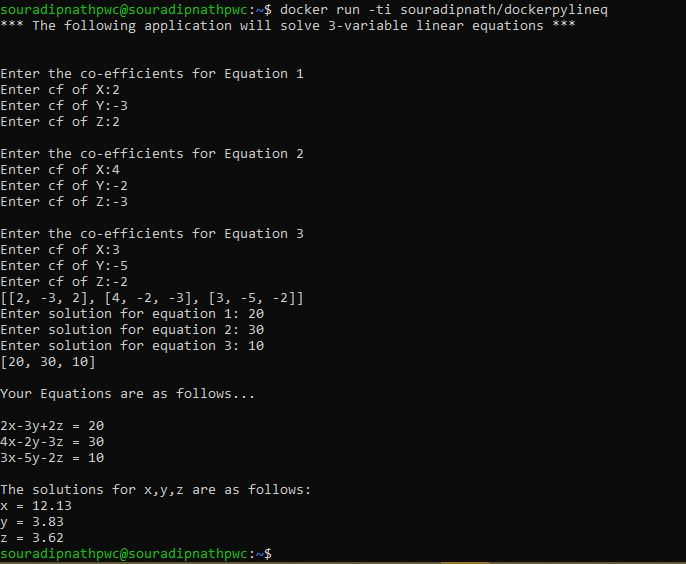 souradipnathpwc@souradipnathpwc:~$ docker run -ti souradipnath/dockerpylineq
*** The following application will solve 3-variable linear equations ***
Enter the co-efficients for Equation 1
Enter cf of X:2
Enter cf of Y:-3
Enter cf of Z:2
Enter the co-efficients for Equation 2
Enter cf of X:4
Enter cf of Y:-2
Enter cf of Z:-3
Enter the co-efficients for Equation 3
Enter cf of X:3
Enter cf of Y:-5
Enter cf of Z:-2
[[2, -3, 2], [4, -2, -3], [3, -5, -2]]
Enter solution for equation 1: 20
Enter solution for equation 2: 30
Enter solution for equation 3: 10
[20, 30, 10]
Your Equations are as follows...
2x-3y+2z = 20
4x-2y-3z = 30
3x-5y-2z = 10
The solutions for x,y,z are as follows:
x = 12.13
y = 3.83
z = 3.62
souradipnathpwc@souradipnathpwc:~$